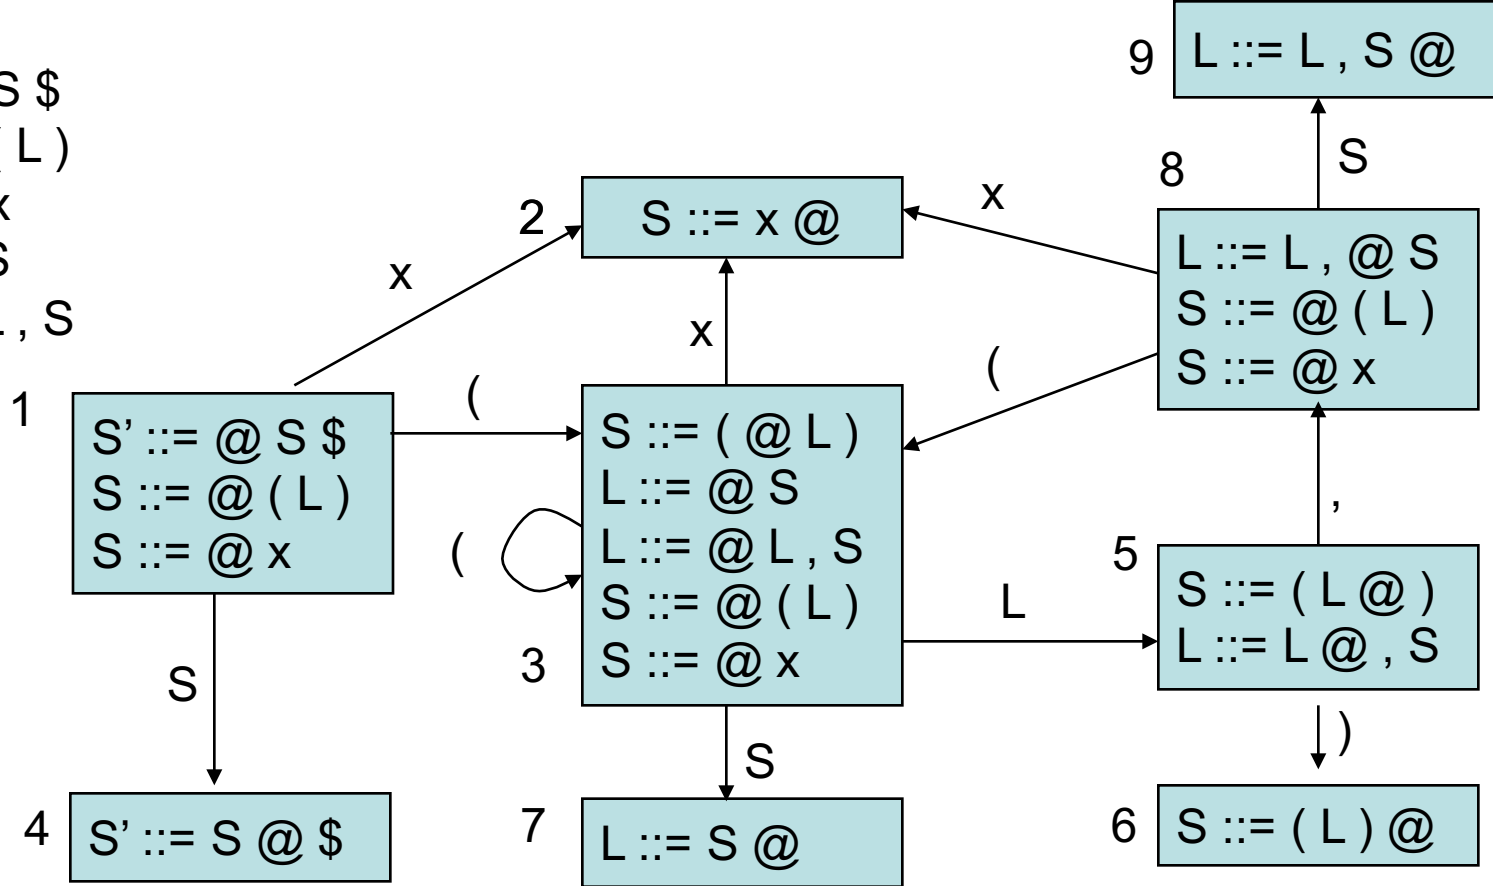 S $
( L )
x
S
L , S
1
S’ ::= @ S $
S ::= @ ( L )
S ::= @ x
x
(
S
4
S’ ::= S @ $
2
S ::= x @
x
(
3
S ::= ( @ L )
L ::= @ S
L ::= @ L , S
S ::= @ ( L )
S ::= @ x
S
7
L ::= S @
L
9
L ::= L , S @
S
8
L ::= L , @ S
S ::= @ ( L )
S ::= @ x
x
(
,
5
S ::= ( L @ )
L ::= L @ , S
)
6
S ::= ( L ) @